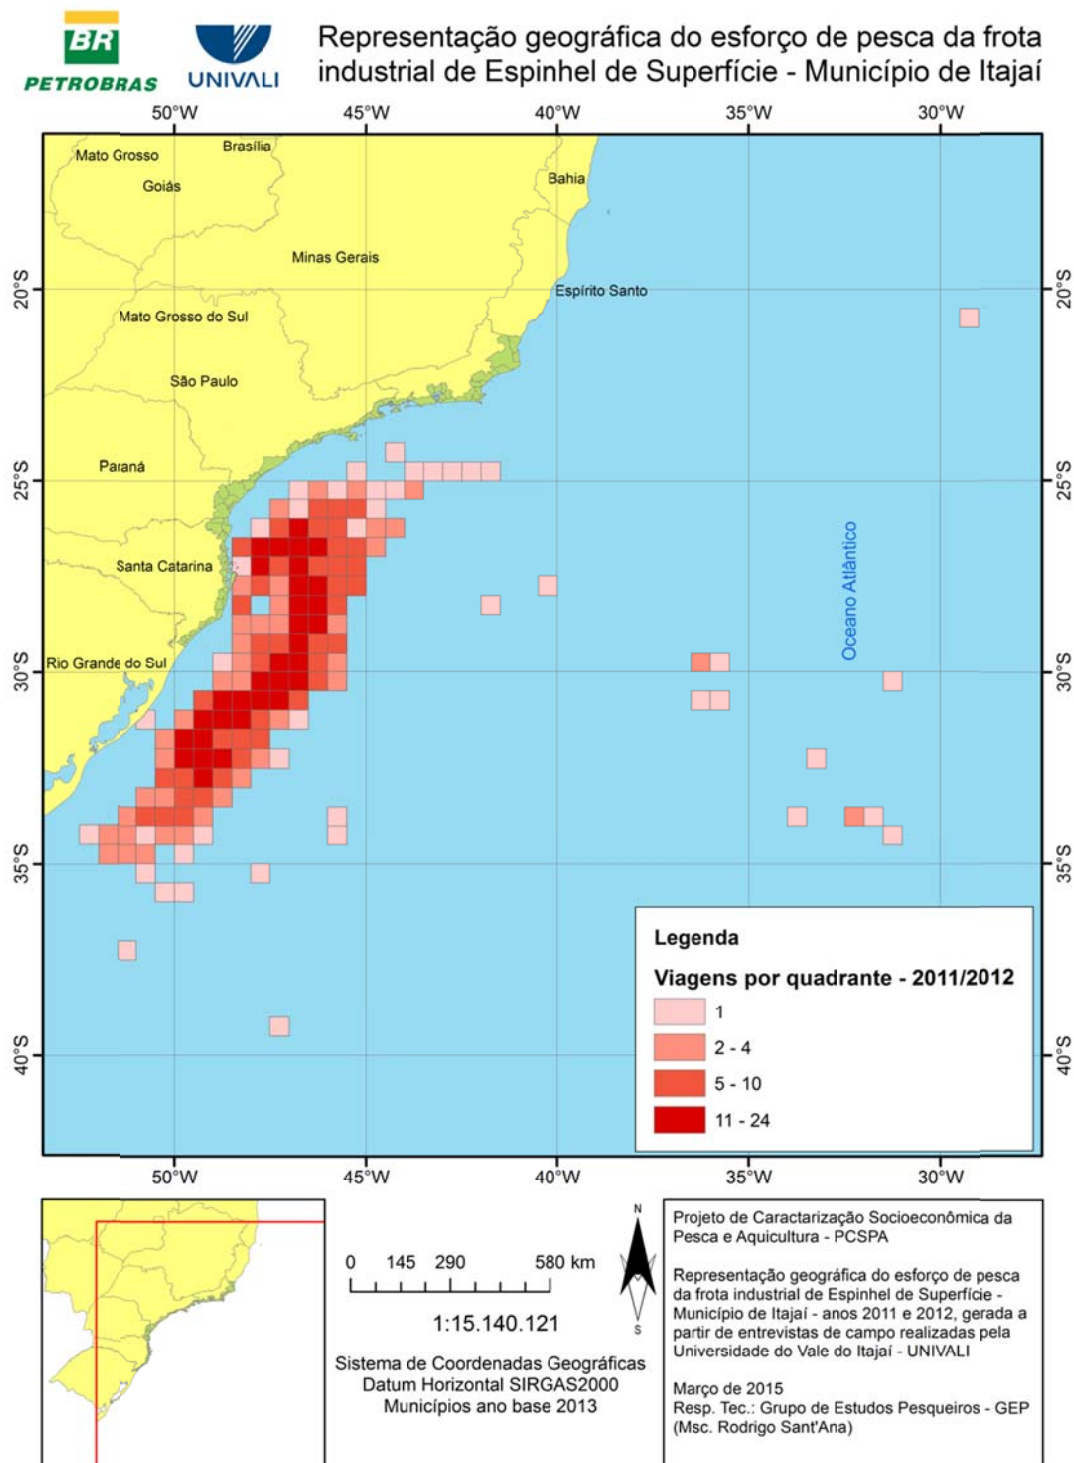 BR
PETROBRAS
UNIVALI
Representação geográfica do esforço de pesca da frota
industrial de Espinhel de Superfície - Município de Itajaí
50°W 45°W 40°W 35°W 30°W
Mato Grosso
Brasília
Goiás
Bahia
Minas Gerais
20°S 20°S
Espírito Santo
Mato Grosso do Sul
São Paulo
Paraná
25°S 25°S
Santa Catarina
Oceano Atlântico
Rio Grande do Sul
30°S 30°S
35°S 35°S
Legenda
Viagens por quadrante - 2011/2012
1
2 - 4
5 - 10
11 - 24
40°S 40°S
50°W 45°W 40°W 35°W 30°W
0 145 290 580 km
1:15.140.121
Sistema de Coordenadas Geográficas
Datum Horizontal SIRGAS2000
Municípios ano base 2013
N
S
Projeto de Caractarização Socioeconômica da
Pesca e Aquicultura - PCSPA
Representação geográfica do esforço de pesca
da frota industrial de Espinhel de Superfície -
Município de Itajaí - anos 2011 e 2012, gerada a
partir de entrevistas de campo realizadas pela
Universidade do Vale do Itajaí - UNIVALI
Março de 2015
Resp. Tec.: Grupo de Estudos Pesqueiros - GEP
(Msc. Rodrigo Sant'Ana)